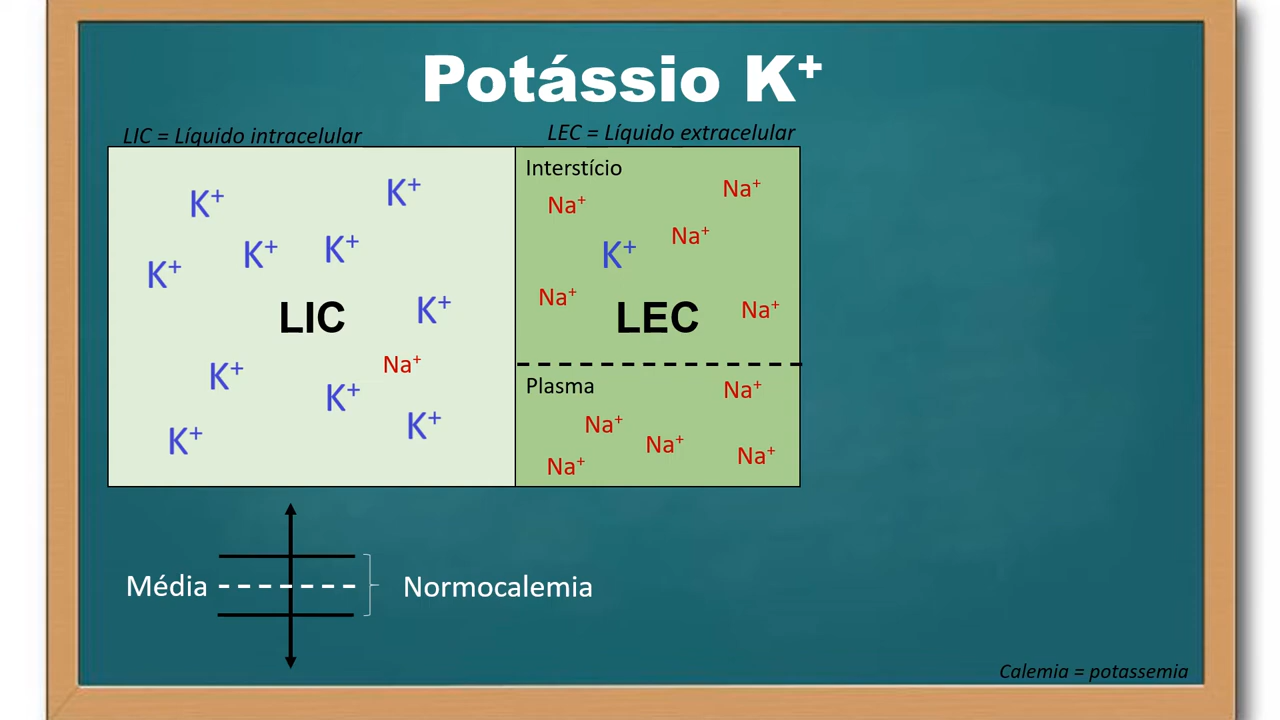 Potássio K⁺
LIC = Líquido intracelular
LEC = Líquido extracelular
K⁺ K⁺
K⁺ K⁺
K⁺
K⁺
LIC
Na⁺
K⁺
K⁺
K⁺
K⁺
Interstício
Na⁺
Na⁺
Na⁺
K⁺
Na⁺
Na⁺
LEC
Plasma
Na⁺
Na⁺
Na⁺
Na⁺
Na⁺
Média
Normocalemia
Calemia = potassemia